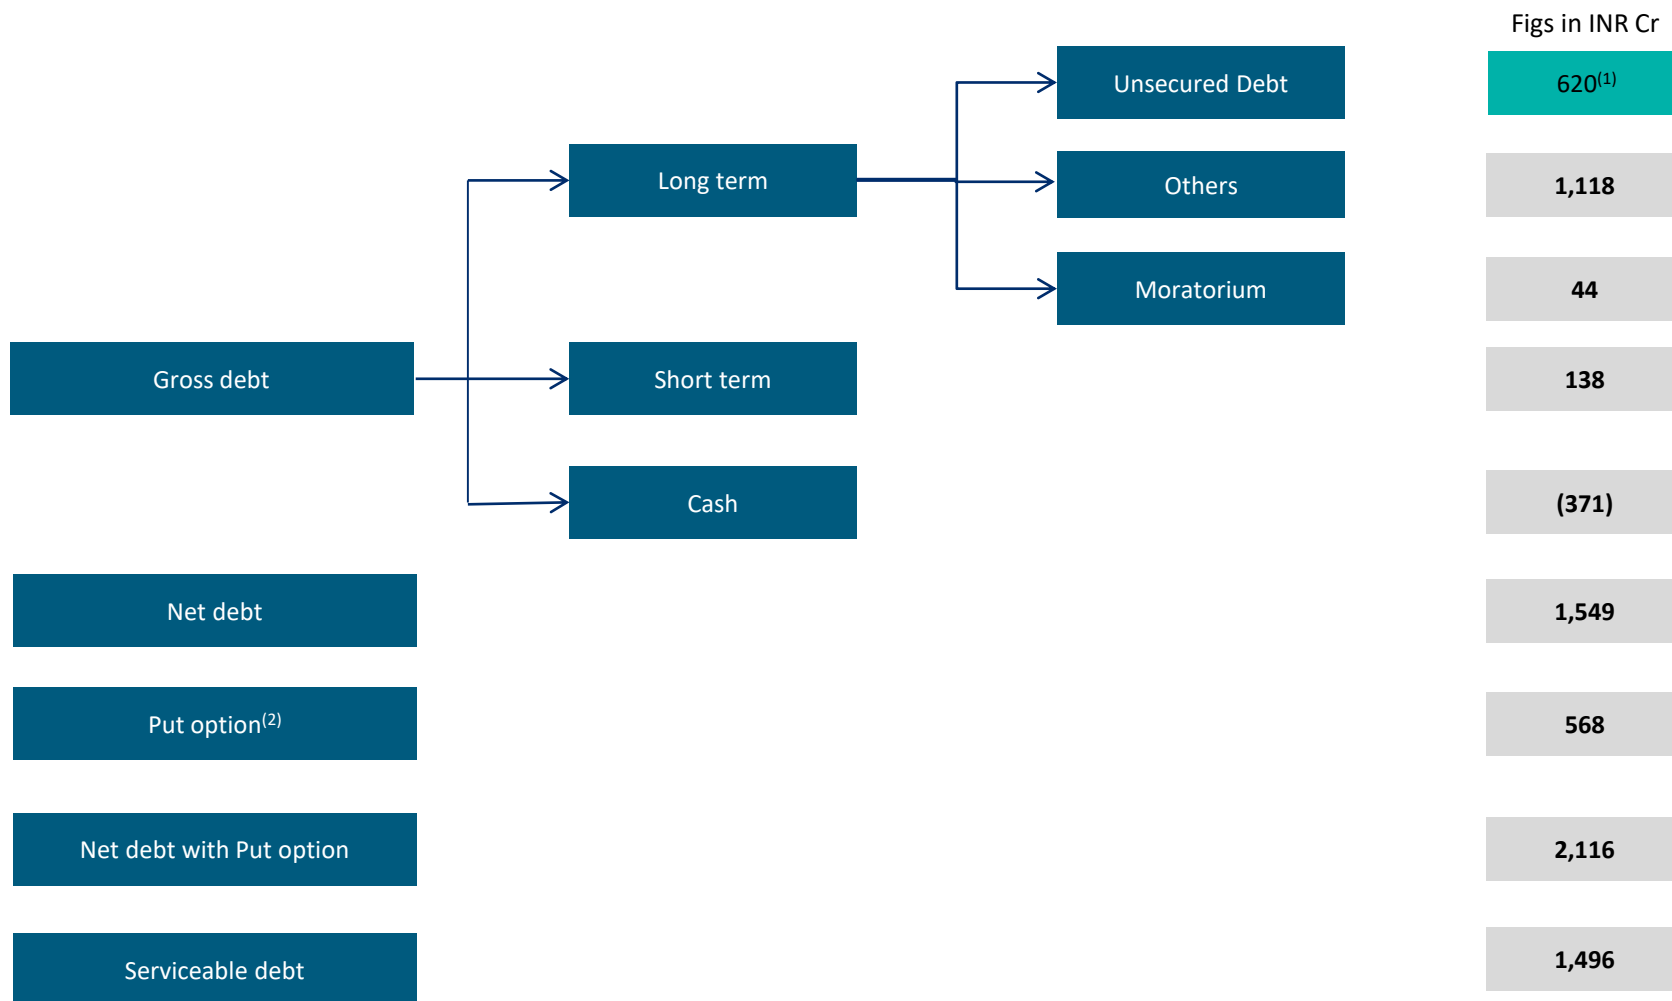 Figs in INR Cr
Unsecured Debt
620(1)
Long term
Others
1,118
Moratorium
44
Gross debt
Short term
138
Cash
(371)
Net debt
1,549
Put option(2)
568
Net debt with Put option
2,116
Serviceable debt
1,496